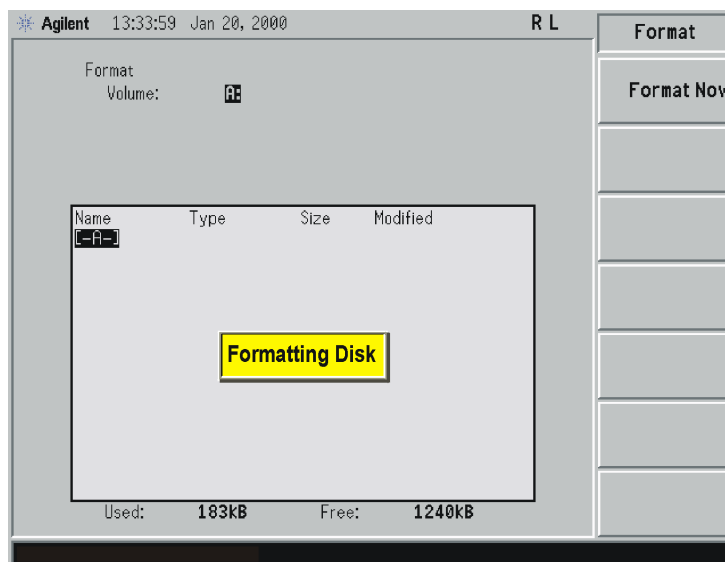 Agilent 13:33:59 Jan 20, 2000 R L
Format
Format
Volume: A:
Format Now
Name Type Size Modified
[-A-]
Formatting Disk
Used: 183kB Free: 1240kB